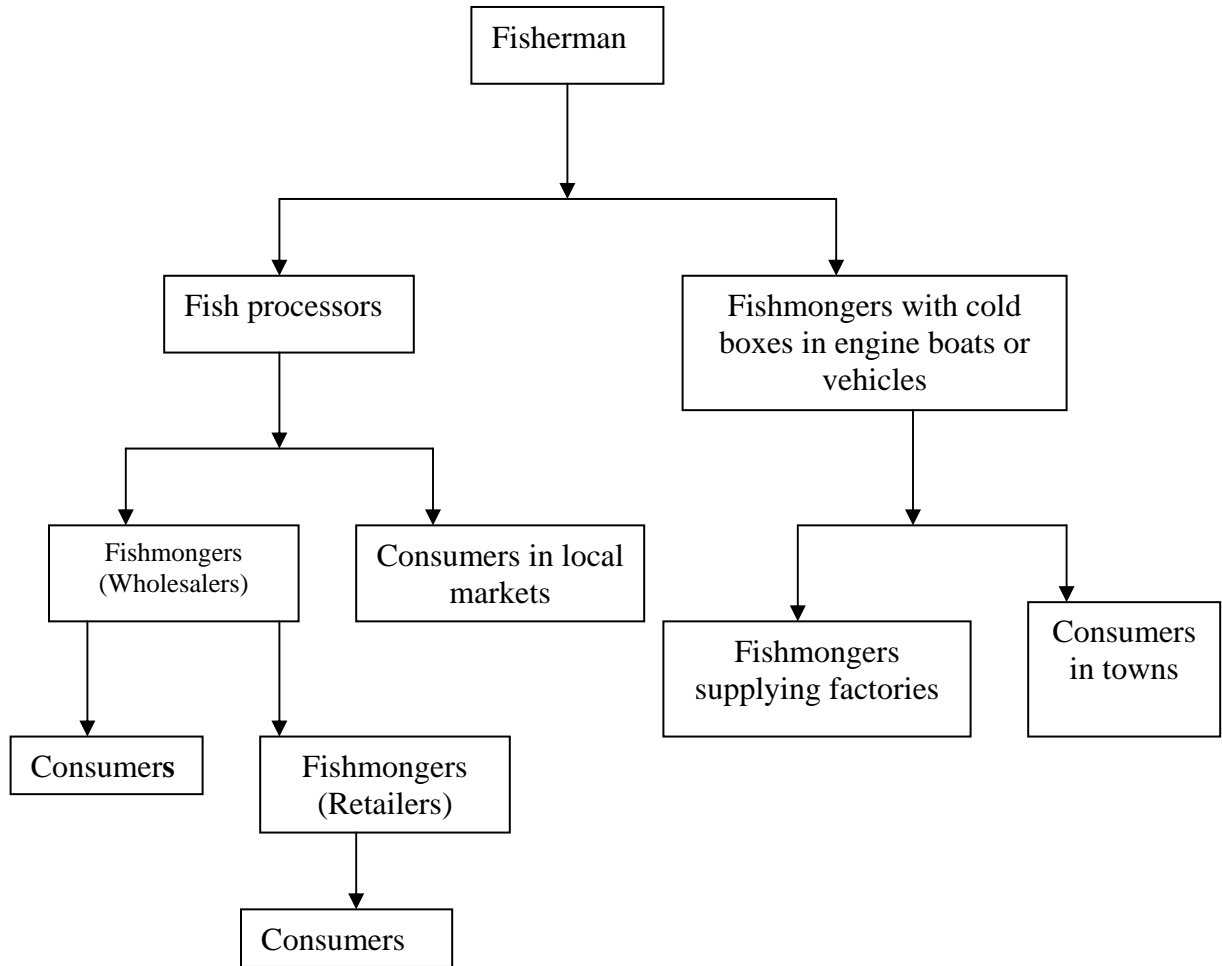 Fisherman
Fish processors
Fishmongers with cold
boxes in engine boats or
vehicles
Fishmongers
(Wholesalers)
Consumers in local
markets
Fishmongers
supplying factories
Consumers
in towns
Consumers
Fishmongers
(Retailers)
Consumers